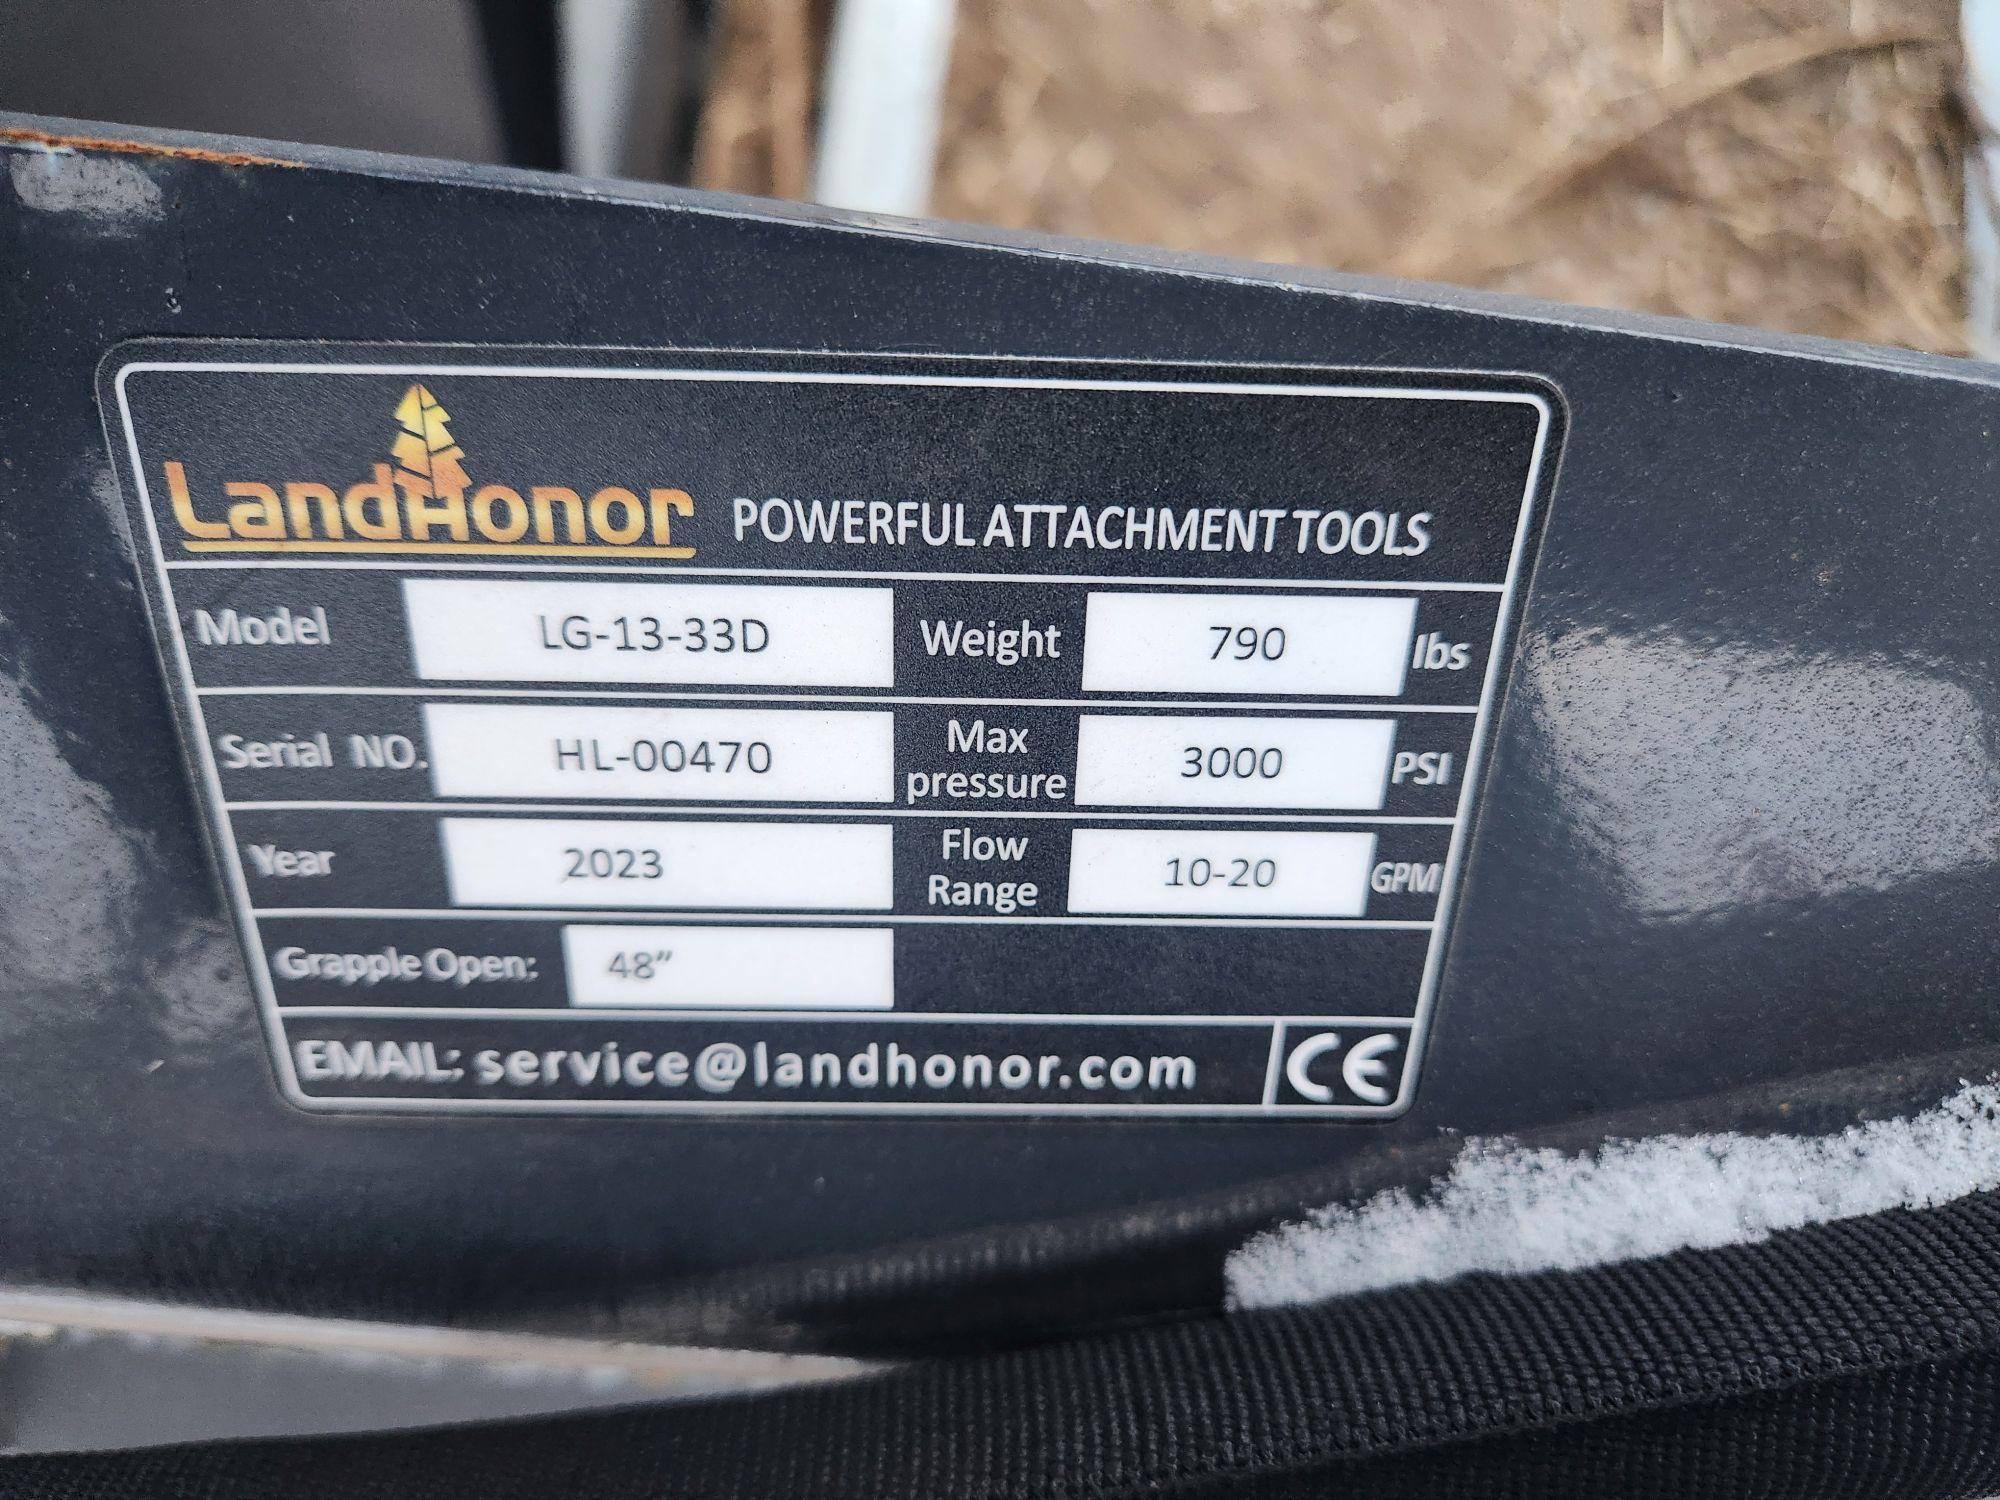 LandHonor POWERFUL ATTACHMENT TOOLS
Model LG-13-33D Weight 790 lbs
Serial NO. HL-00470 Max pressure 3000 PSI
Year 2023 Flow Range 10-20 GPM
Grapple Open: 48”
EMAIL: service@landhonor.com CE